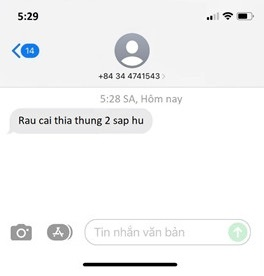 5:29
14
+84 34 4741543
5:28 SA, Hôm nay
Rau cai thia thung 2 sap hu
Tin nhắn văn bản